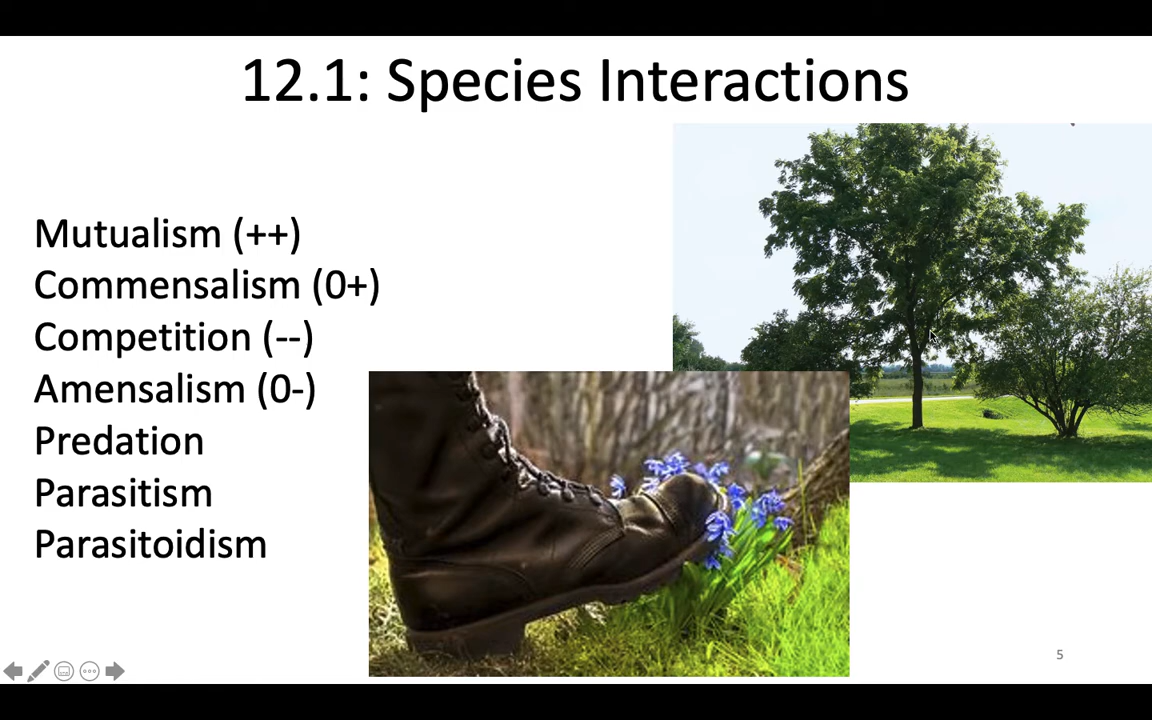 12.1: Species Interactions
Mutualism (++)
Commensalism (0+)
Competition (--)
Amensalism (0-)
Predation
Parasitism
Parasitoidism
5